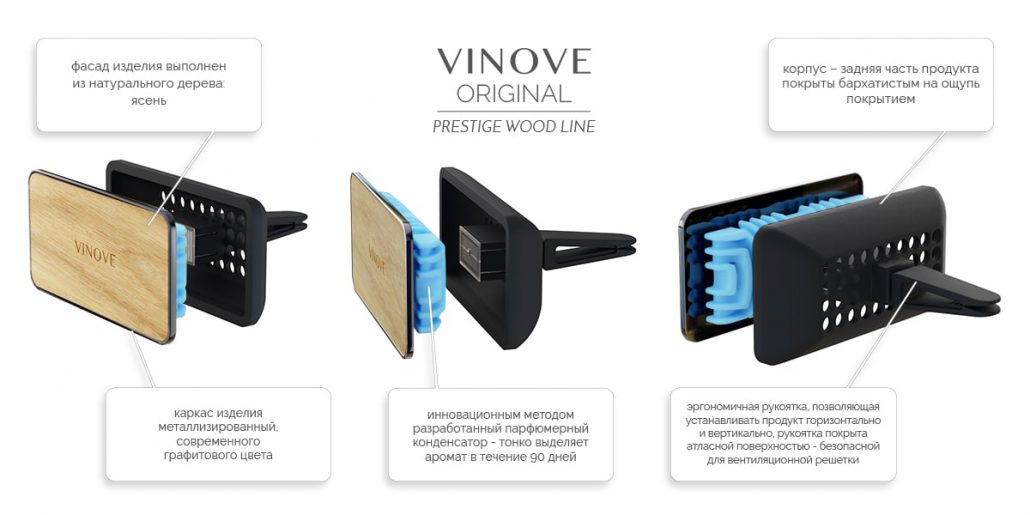 VINOVE
ORIGINAL
PRESTIGE WOOD LINE
фасад изделия выполнен
из натурального дерева:
ясень
корпус – задняя часть продукта
покрыты бархатистым на ощупь
покрытием
VINOVE
VINOVE
каркас изделия
металлизированный,
современного
графитового цвета
инновационным методом
разработанный парфюмерный
конденсатор - тонко выделяет
аромат в течение 90 дней
эргономичная рукоятка, позволяющая
устанавливать продукт горизонтально
и вертикально, рукоятка покрыта
атласной поверхностью - безопасной
для вентиляционной решетки